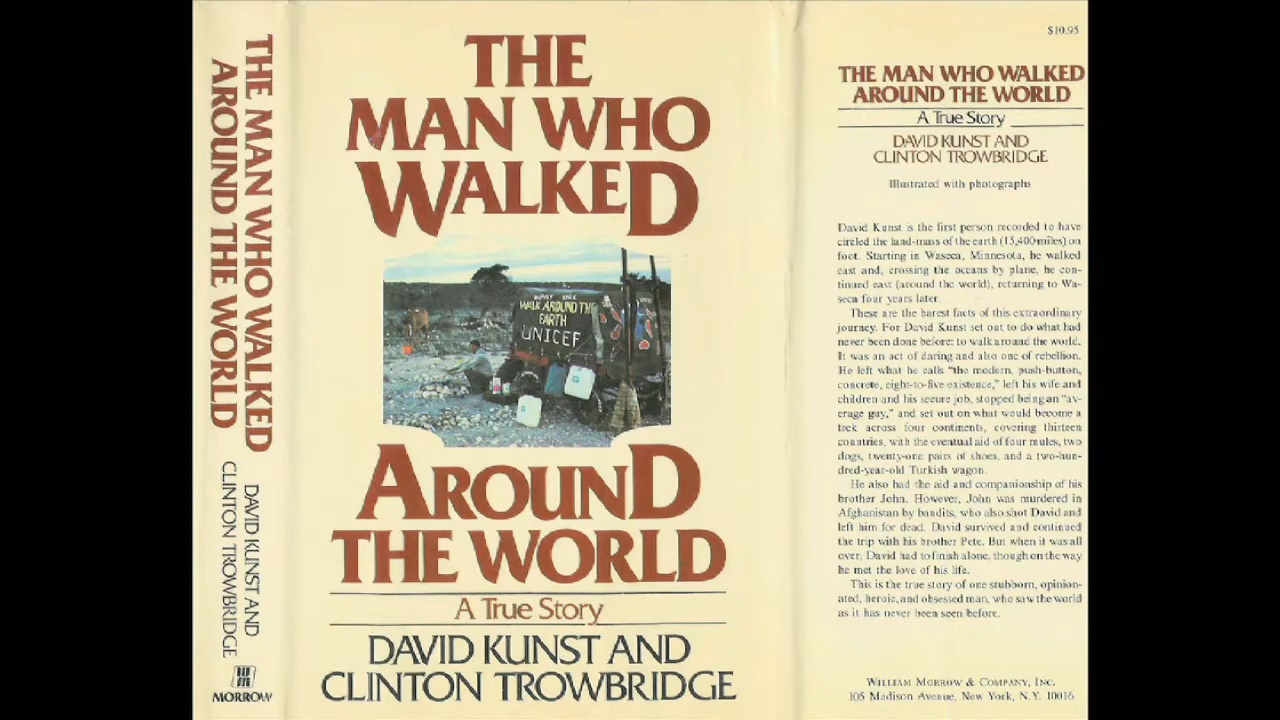 THE MAN WHO WALKED
AROUND THE WORLD
DAVID KUNST AND
CLINTON TROWBRIDGE
MORROW
THE
MAN WHO
WALKED
WALK AROUND THE
EARTH
UNICEF
AROUND
THE WORLD
A True Story
DAVID KUNST AND
CLINTON TROWBRIDGE
$10.95
THE MAN WHO WALKED
AROUND THE WORLD
A True Story
DAVID KUNST AND
CLINTON TROWBRIDGE
Illustrated with photographs
David Kunst is the first person recorded to have
circled the land-mass of the earth (15,400 miles) on
foot. Starting in Waseca, Minnesota, he walked
east and, crossing the oceans by plane, he con-
tinued east (around the world), returning to Wa-
seca four years later.
These are the barest facts of this extraordinary
journey. For David Kunst set out to do what had
never been done before: to walk around the world.
It was an act of daring and also one of rebellion.
He left what he calls "the modern, push-button,
concrete, eight-to-five existence," left his wife and
children and his secure job, stopped being an "av-
erage guy," and set out on what would become a
trek across four continents, covering thirteen
countries, with the eventual aid of four mules, two
dogs, twenty-one pairs of shoes, and a two-hun-
dred-year-old Turkish wagon.
He also had the aid and companionship of his
brother John. However, John was murdered in
Afghanistan by bandits, who also shot David and
left him for dead. David survived and continued
the trip with his brother Pete. But when it was all
over, David had to finish alone, though on the way
he met the love of his life.
This is the true story of one stubborn, opinion-
ated, heroic, and obsessed man, who saw the world
as it has never been seen before.
WILLIAM MORROW & COMPANY, INC.
105 Madison Avenue, New York, N.Y. 10016